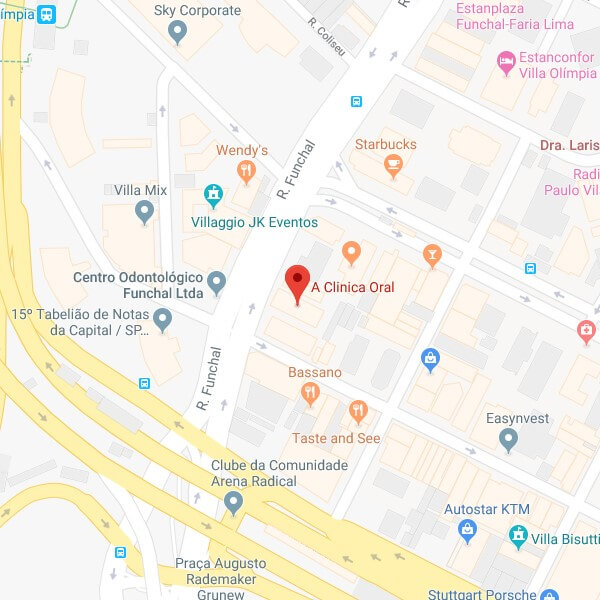 límpia
Sky Corporate
R. Coliseu
R.
Estanplaza
Funchal-Faria Lima
Estanconfor
Villa Olímpia
Wendy's
R. Funchal
Starbucks
Dra. Laris
Radi
Paulo Vil
Villa Mix
Villaggio JK Eventos
Centro Odontológico
Funchal Ltda
A Clinica Oral
15º Tabelião de Notas
da Capital / SP...
R. Funchal
Bassano
Taste and See
Easynvest
Clube da Comunidade
Arena Radical
Autostar KTM
Villa Bisutti
Praça Augusto
Rademaker
Grunew
Stuttgart Porsche